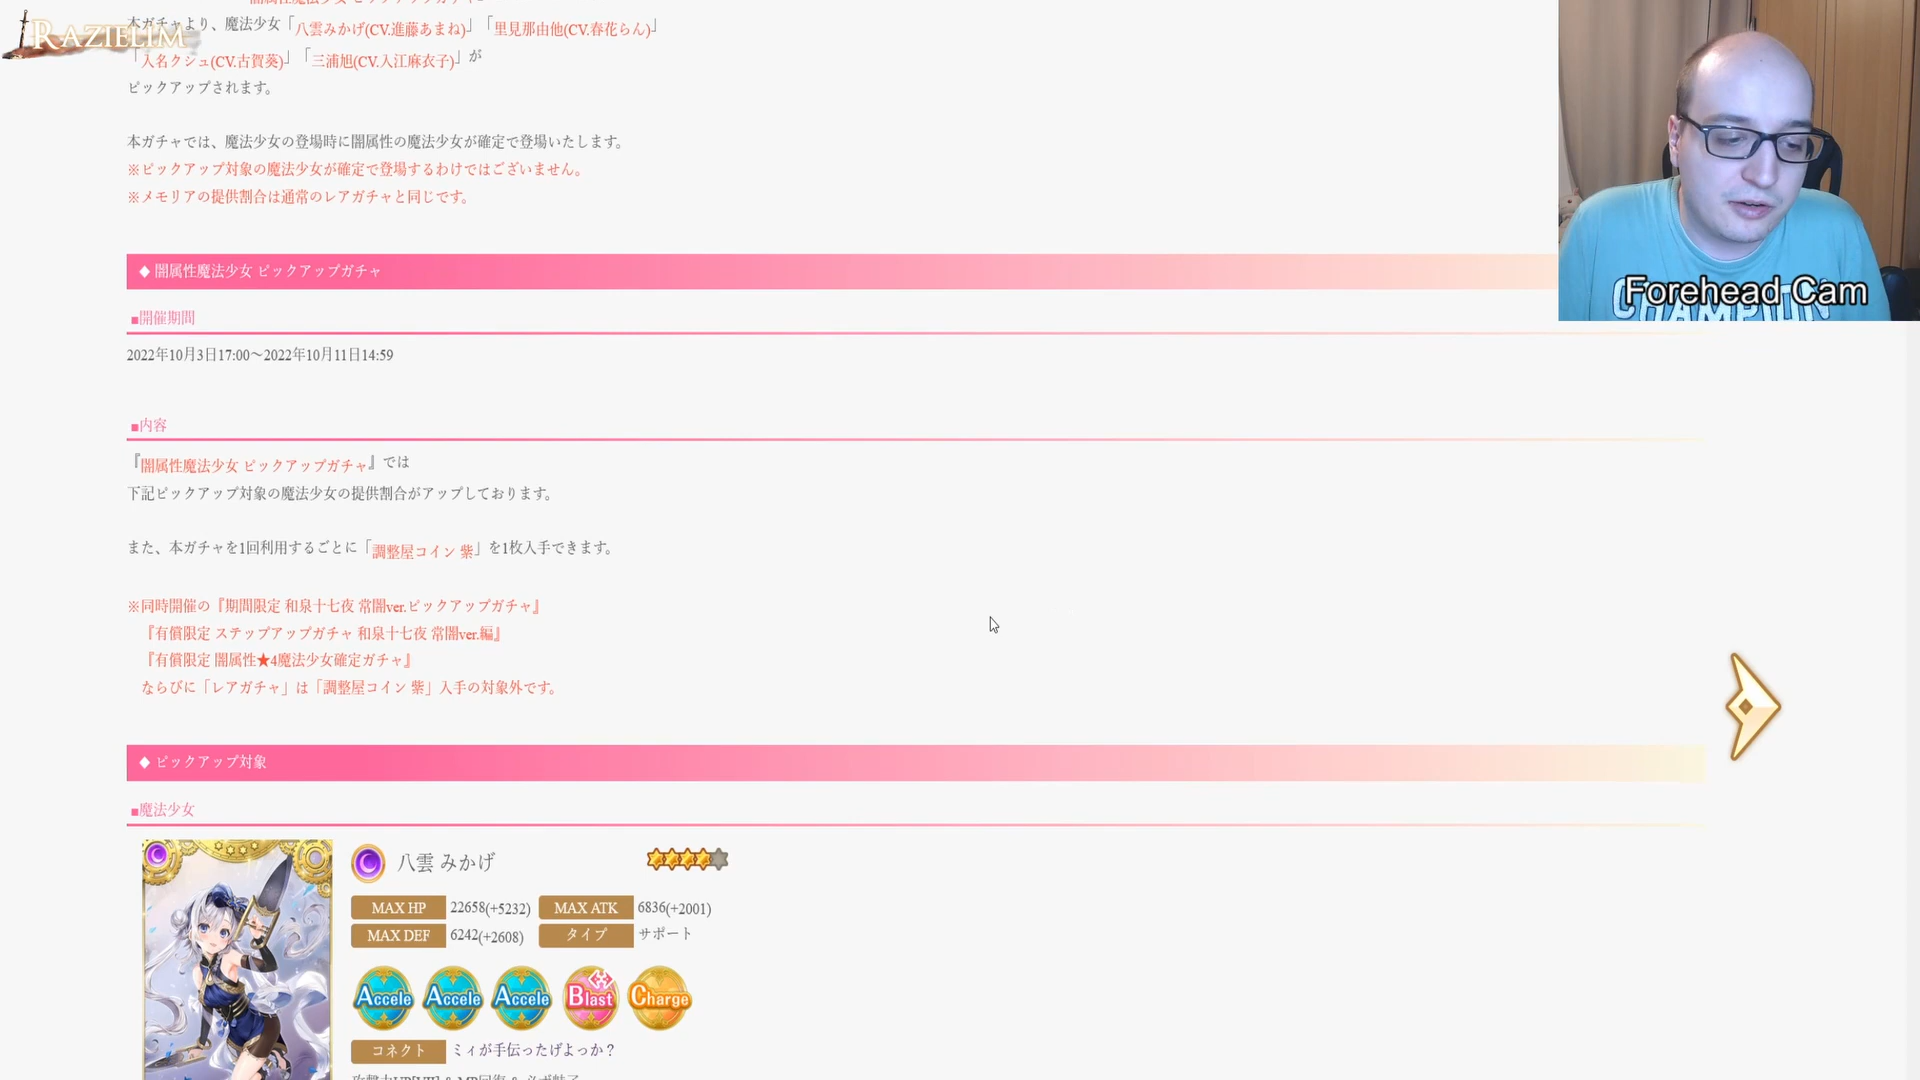 RAZIELIM
本ガチャより、魔法少女「八雲みかげ(CV.進藤あまね)」「里見那由他(CV.春花らん)」
「入名クシュ(CV.古賀葵)」「三浦旭(CV.入江麻衣子)」が
ピックアップされます。
本ガチャでは、魔法少女の登場時に闇属性の魔法少女が確定で登場いたします。
※ピックアップ対象の魔法少女が確定で登場するわけではございません。
※メモリアの提供割合は通常のレアガチャと同じです。
Forehead Cam
CHAMPION
◆ 闇属性魔法少女 ピックアップガチャ
■開催期間
2022年10月3日17:00～2022年10月11日14:59
■内容
『闇属性魔法少女 ピックアップガチャ』では
下記ピックアップ対象の魔法少女の提供割合がアップしております。
また、本ガチャを1回利用するごとに「調整屋コイン 紫」を1枚入手できます。
※同時開催の『期間限定 和泉十七夜 常闇ver.ピックアップガチャ』
『有償限定 ステップアップガチャ 和泉十七夜 常闇ver.編』
『有償限定 闇属性★4魔法少女確定ガチャ』
ならびに「レアガチャ」は「調整屋コイン 紫」入手の対象外です。
◆ ピックアップ対象
■魔法少女
八雲 みかげ
MAX HP 22658(+5232) MAX ATK 6836(+2001)
MAX DEF 6242(+2608) タイプ サポート
Accele Accele Accele Blast Charge
コネクト ミィが手伝ったげよっか？